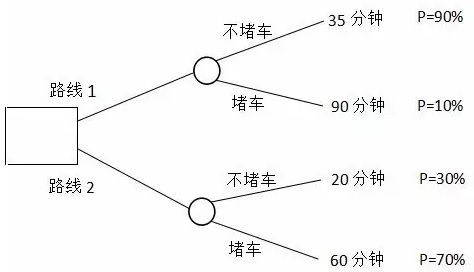 不堵车 35 分钟 P=90%
路线 1
堵车 90 分钟 P=10%
路线 2
不堵车 20 分钟 P=30%
堵车 60 分钟 P=70%